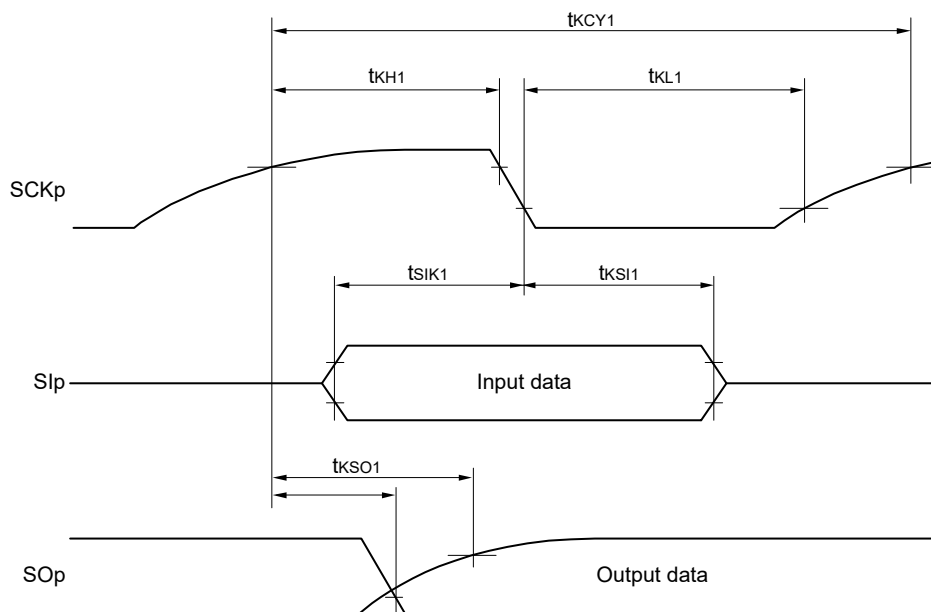 tKCY1
tKH1 tKL1
SCKp
tSIK1 tKSI1
SIp Input data
tKSO1
SOp Output data